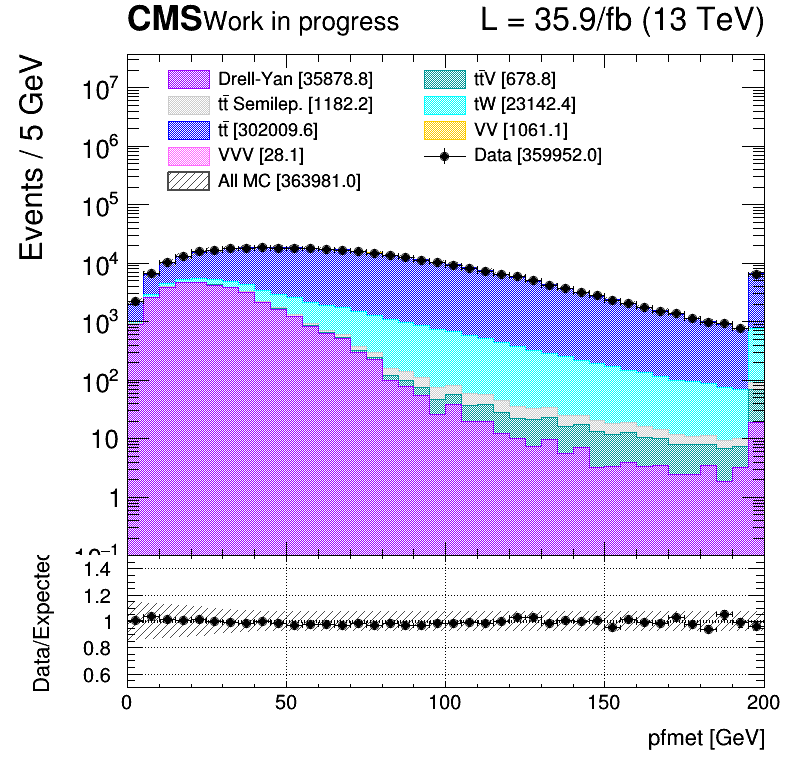 CMS Work in progress L = 35.9/fb (13 TeV)
Events / 5 GeV
10⁷
10⁶
10⁵
10⁴
10³
10²
10
1
10⁻¹
Drell-Yan [35878.8]
tt̄ Semilep. [1182.2]
tt̄ [302009.6]
VVV [28.1]
All MC [363981.0]
tt̄V [678.8]
tW [23142.4]
VV [1061.1]
Data [359952.0]
Data/Expected
1.4
1.2
1
0.8
0.6
0 50 100 150 200
pfmet [GeV]